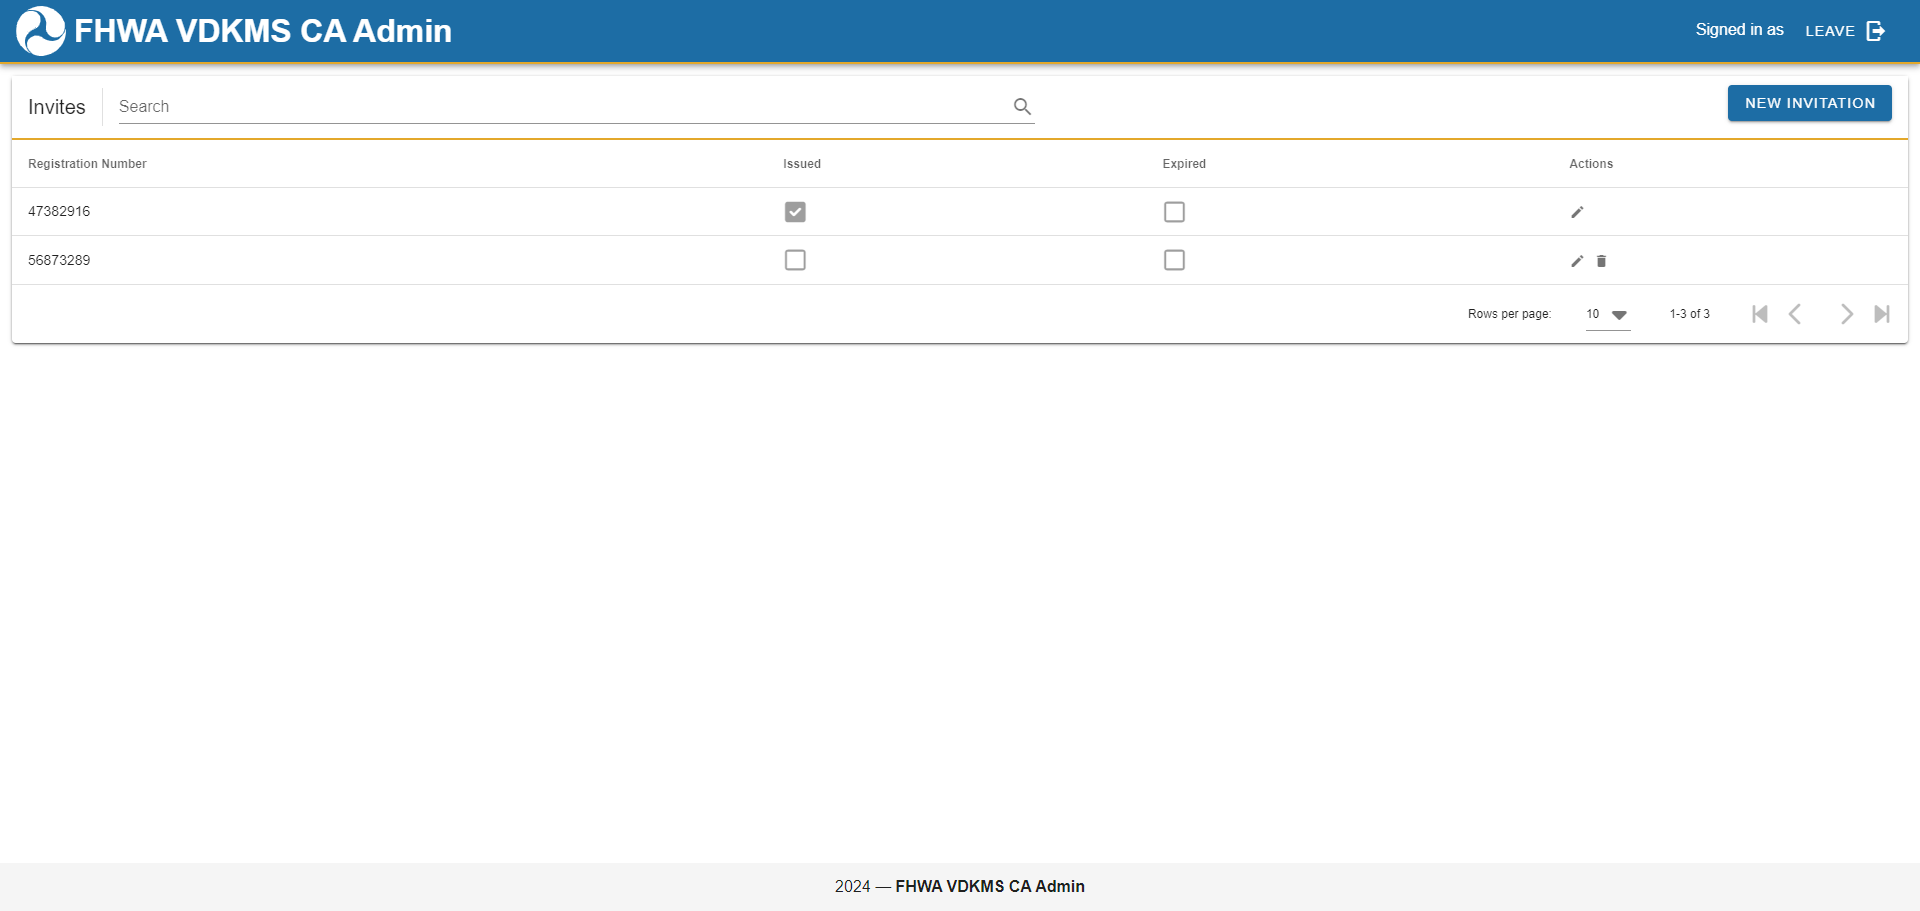 FHWA VDKMS CA Admin
Signed in as
LEAVE
Invites
Search
NEW INVITATION
Registration Number Issued Expired Actions
47382916
56873289
Rows per page: 10 1-3 of 3
2024 — FHWA VDKMS CA Admin